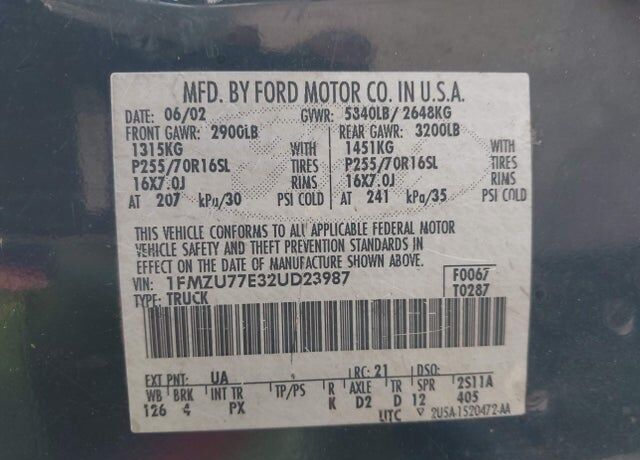 MFD. BY FORD MOTOR CO. IN U.S.A.
DATE: 06/02 GVWR: 5340LB/ 2648KG
FRONT GAWR: 2900LB REAR GAWR: 3200LB
1315KG WITH 1451KG WITH
P255/70R16SL TIRES P255/70R16SL TIRES
16X7.0J RIMS 16X7.0J RIMS
AT 207 kPa/30 PSI COLD AT 241 kPa/35 PSI COLD
THIS VEHICLE CONFORMS TO ALL APPLICABLE FEDERAL MOTOR
VEHICLE SAFETY AND THEFT PREVENTION STANDARDS IN
EFFECT ON THE DATE OF MANUFACTURE SHOWN ABOVE.
VIN: 1FMZU77E32UD23987 F0067
TYPE: TRUCK T0287
EXT PNT: UA RC: 21 DSO:
WB BRK INT TR TP/PS R AXLE TR SPR 2S11A
126 4 PX K D2 D 12 405
UTC 2U5A-1520472-AA